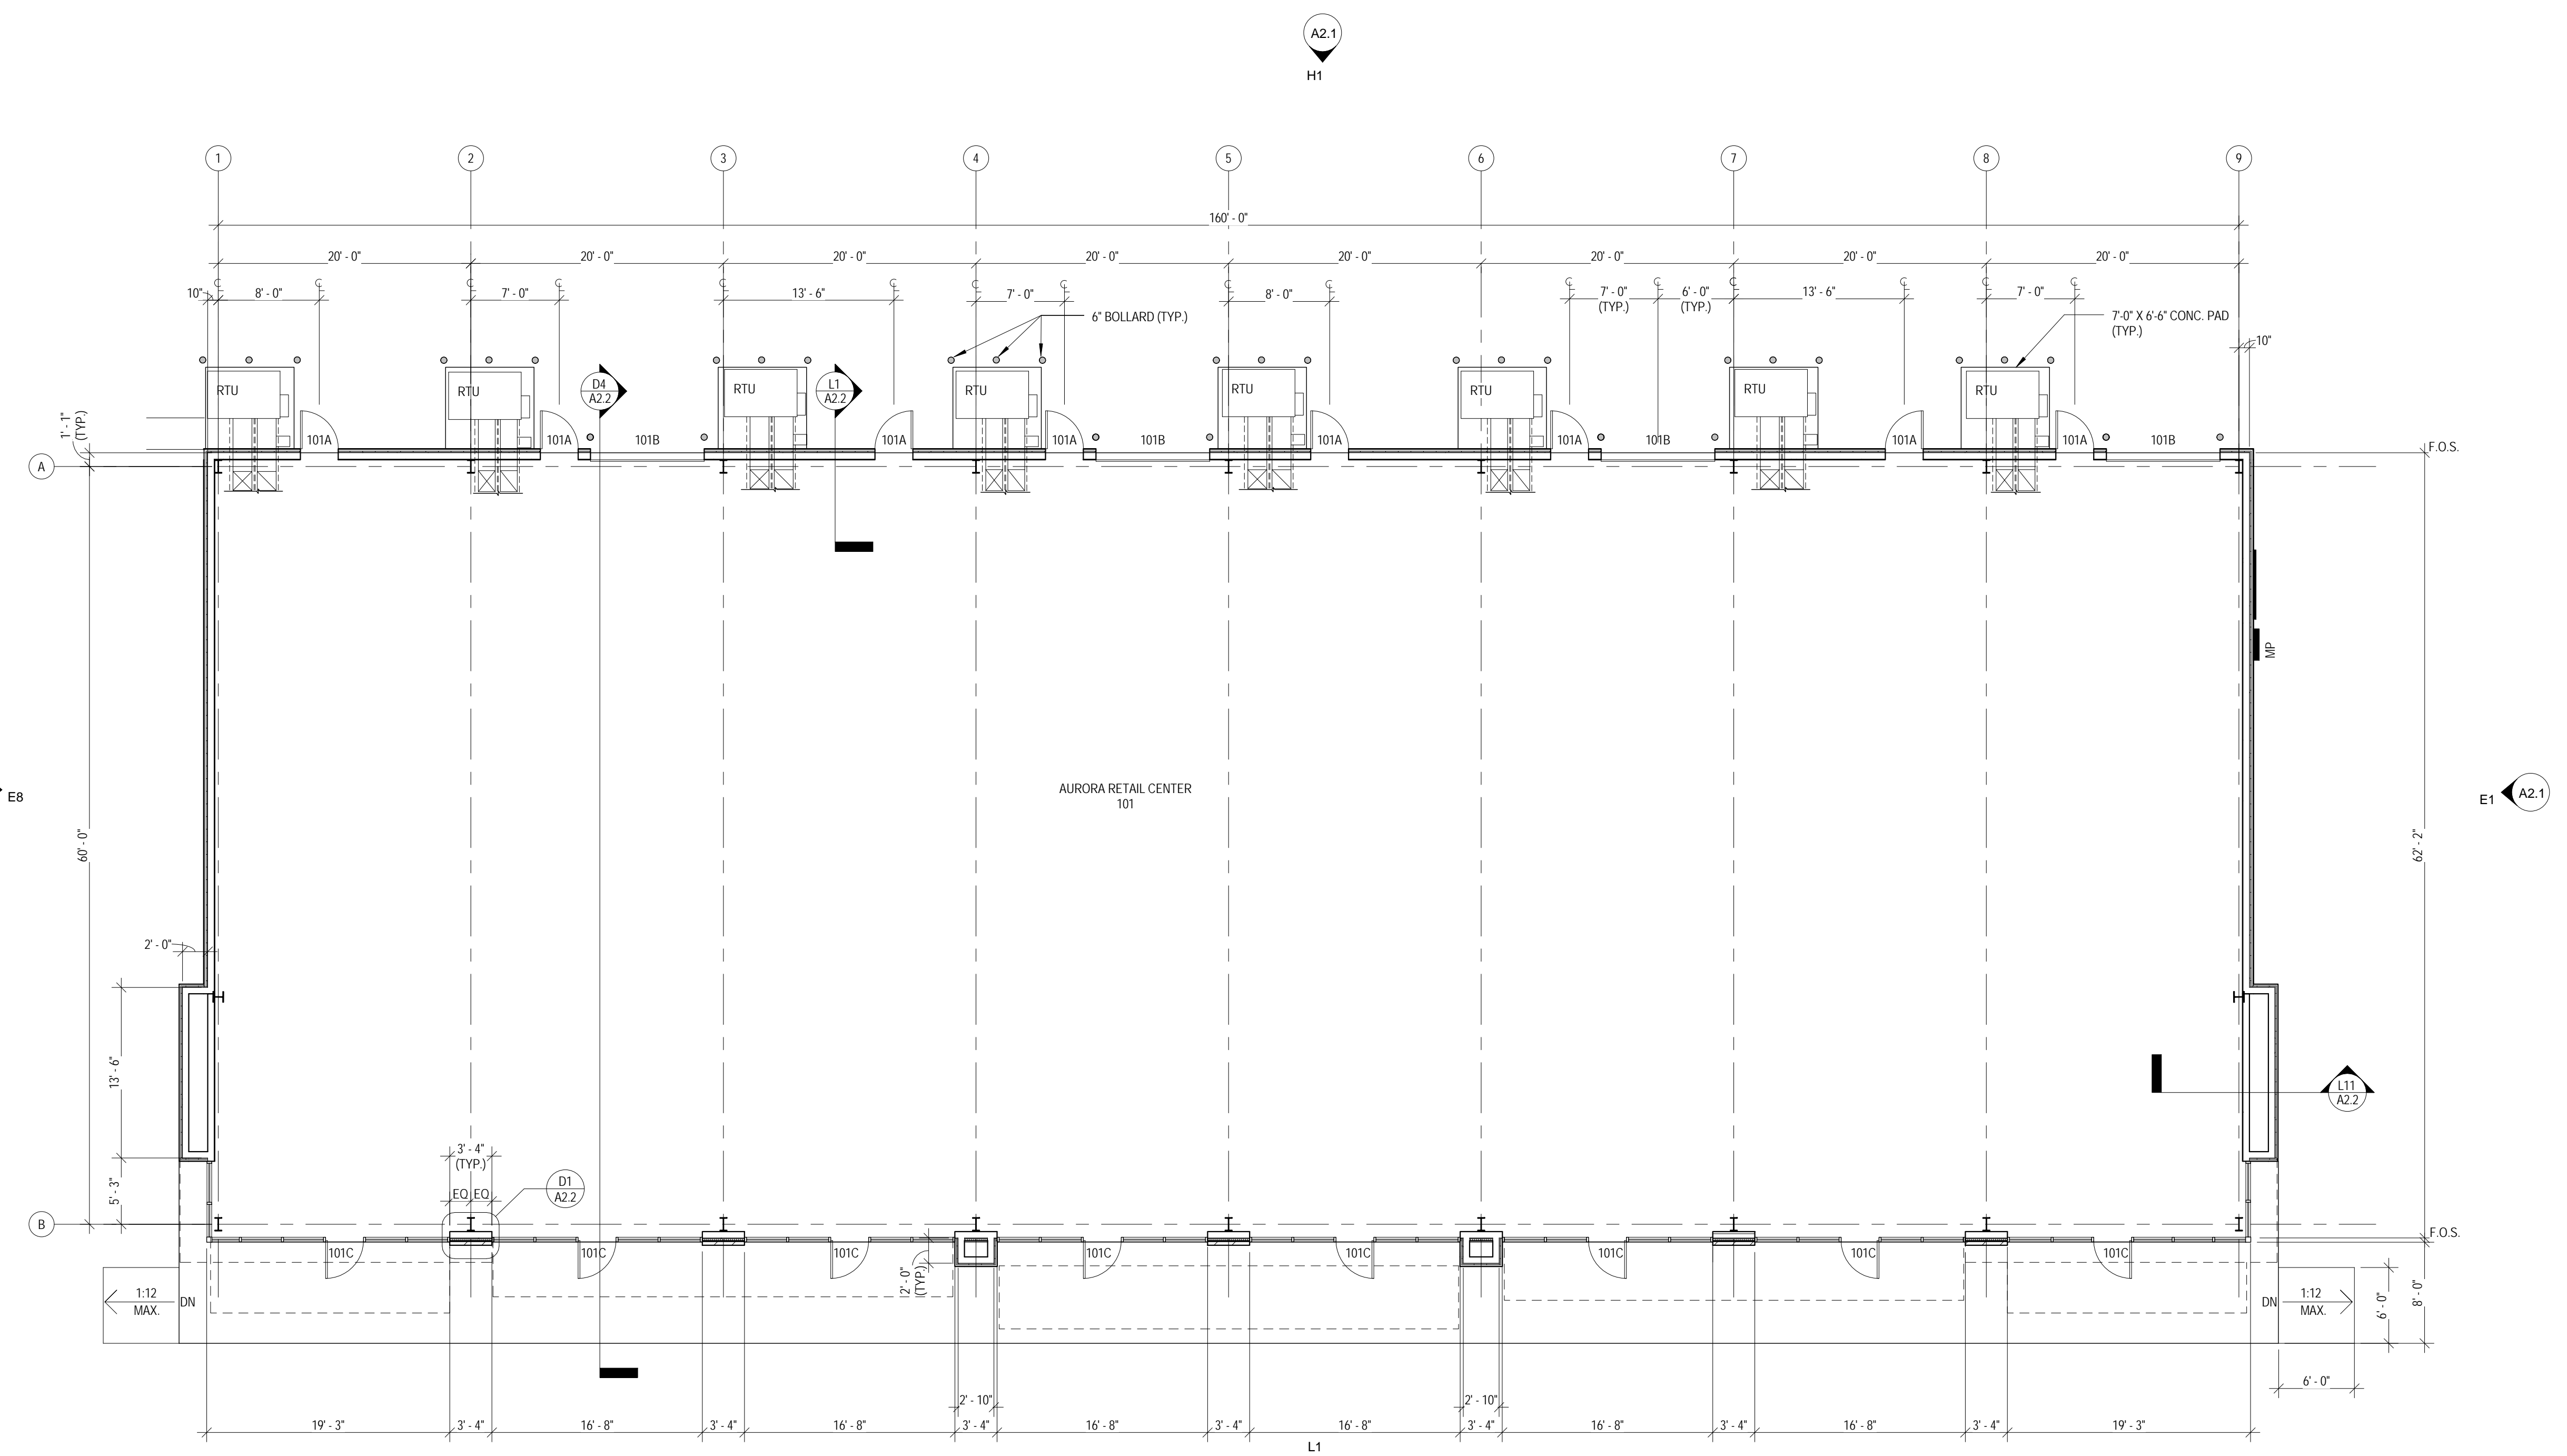 A2.1
H1
1 2 3 4 5 6 7 8 9
160' - 0"
20' - 0" 20' - 0" 20' - 0" 20' - 0" 20' - 0" 20' - 0" 20' - 0" 20' - 0"
10" 8' - 0" 7' - 0" 13' - 6" 7' - 0" 8' - 0" 7' - 0" 6' - 0" 13' - 6" 7' - 0"
(TYP.) (TYP.)
6" BOLLARD (TYP.)
7'-0" X 6'-6" CONC. PAD
(TYP.)
10"
RTU RTU RTU RTU RTU RTU RTU RTU
D4
A2.2
L1
A2.2
1' - 1"
(TYP.)
101A 101A 101B 101A 101A 101B 101A 101A 101B 101A 101A 101B
F.O.S.
A
MP
AURORA RETAIL CENTER
101
E8
E1 A2.1
60' - 0"
62' - 2"
2' - 0"
13' - 6"
L11
A2.2
3' - 4"
(TYP.)
5' - 3"
EQ EQ
D1
A2.2
B
F.O.S.
101C 101C 101C 101C 101C 101C 101C 101C
2' - 0"
(TYP.)
1:12
MAX.
DN
DN
1:12
MAX.
6' - 0"
8' - 0"
6' - 0"
2' - 10" 2' - 10"
19' - 3" 3' - 4" 16' - 8" 3' - 4" 16' - 8" 3' - 4" 16' - 8" 3' - 4" 16' - 8" 3' - 4" 16' - 8" 3' - 4" 16' - 8" 3' - 4" 19' - 3"
L1